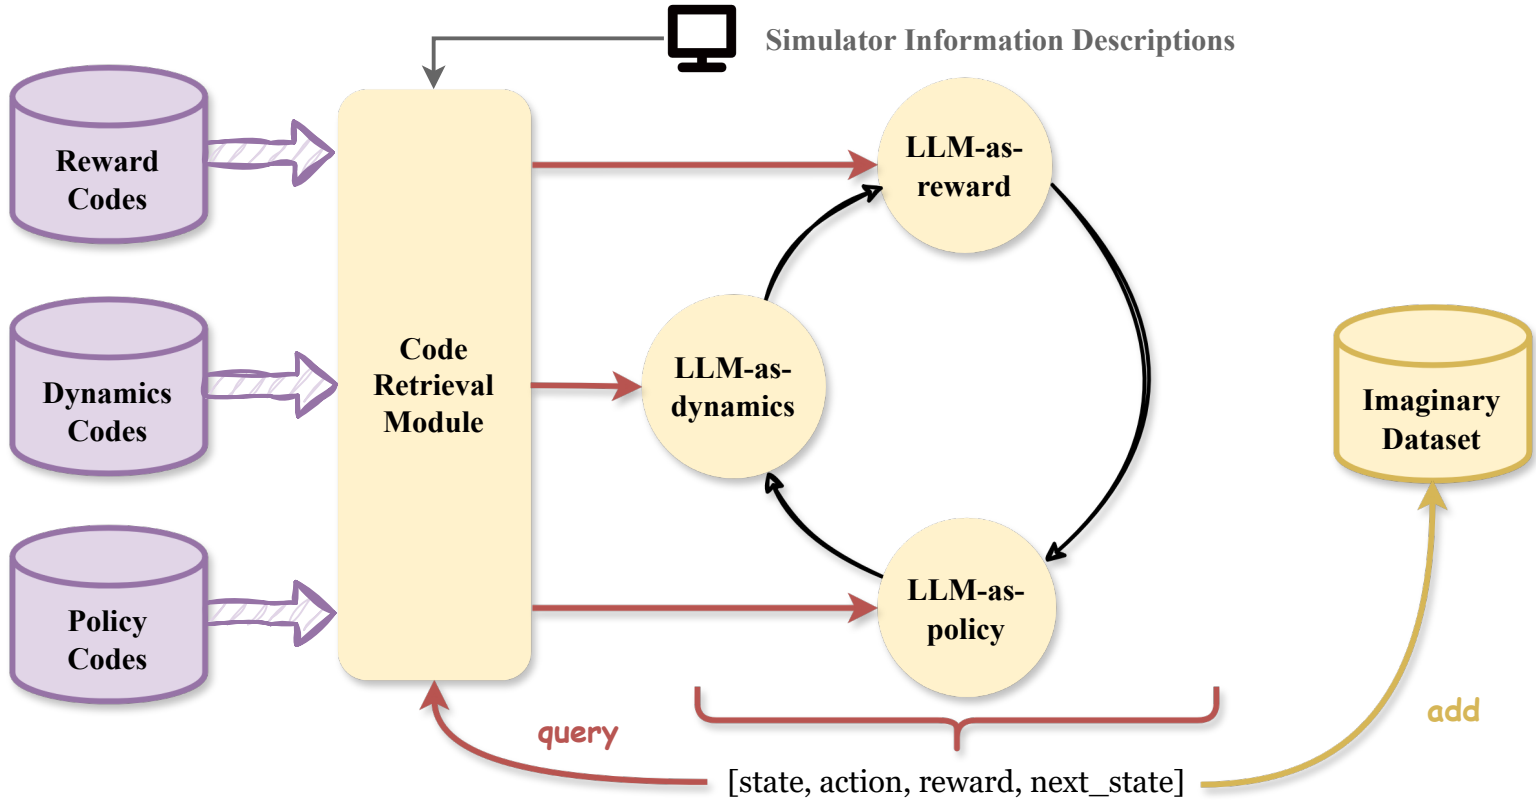 Simulator Information Descriptions
Reward
Codes
LLM-as-
reward
Dynamics
Codes
Code
Retrieval
Module
LLM-as-
dynamics
Imaginary
Dataset
Policy
Codes
LLM-as-
policy
query
add
[state, action, reward, next_state]